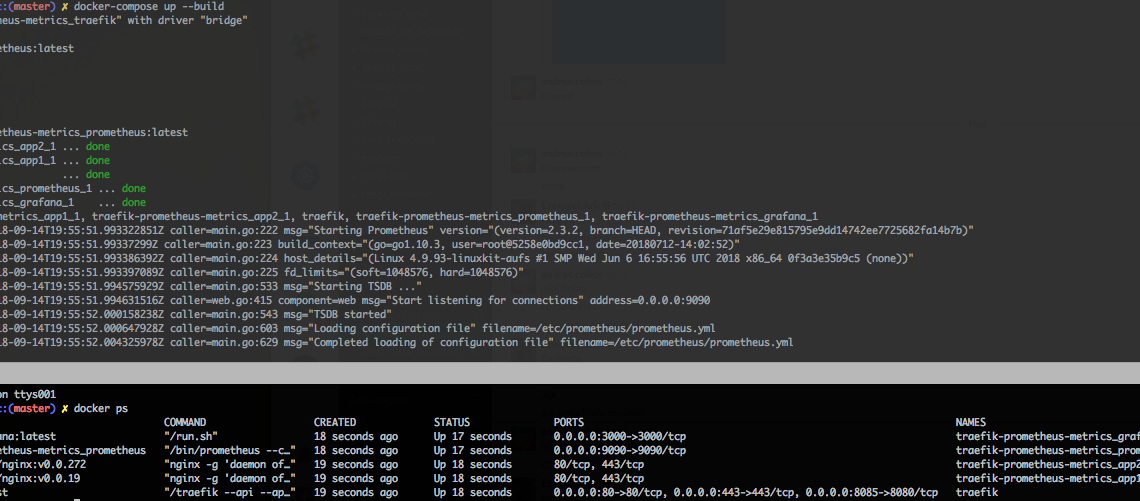 :(master) ✗ docker-compose up --build
eus-metrics_traefik" with driver "bridge"
etheus:latest
etheus-metrics_prometheus:latest
ics_app2_1 ... done
ics_app1_1 ... done
... done
cs_prometheus_1 ... done
cs_grafana_1 ... done
metrics_app1_1, traefik-prometheus-metrics_app2_1, traefik, traefik-prometheus-metrics_prometheus_1, traefik-prometheus-metrics_grafana_1
18-09-14T19:55:51.993322851Z caller=main.go:222 msg="Starting Prometheus" version="(version=2.3.2, branch=HEAD, revision=71af5e29e815795e9dd14742ee7725682fa14b7b)"
18-09-14T19:55:51.99337299Z caller=main.go:223 build_context="(go=go1.10.3, user=root@5258e0bd9cc1, date=20180712-14:02:52)"
18-09-14T19:55:51.993386392Z caller=main.go:224 host_details="(Linux 4.9.93-linuxkit-aufs #1 SMP Wed Jun 6 16:55:56 UTC 2018 x86_64 0f3a3e35b9c5 (none))"
18-09-14T19:55:51.993397089Z caller=main.go:225 fd_limits="(soft=1048576, hard=1048576)"
18-09-14T19:55:51.994575929Z caller=main.go:533 msg="Starting TSDB ..."
18-09-14T19:55:51.994631516Z caller=web.go:415 component=web msg="Start listening for connections" address=0.0.0.0:9090
18-09-14T19:55:52.000158238Z caller=main.go:543 msg="TSDB started"
18-09-14T19:55:52.000647928Z caller=main.go:603 msg="Loading configuration file" filename=/etc/prometheus/prometheus.yml
18-09-14T19:55:52.004325978Z caller=main.go:629 msg="Completed loading of configuration file" filename=/etc/prometheus/prometheus.yml
on ttys001
:(master) ✗ docker ps
COMMAND CREATED STATUS PORTS NAMES
ana:latest "/run.sh" 18 seconds ago Up 17 seconds 0.0.0.0:3000->3000/tcp traefik-prometheus-metrics_graf
etheus-metrics_prometheus "/bin/prometheus --c…" 18 seconds ago Up 17 seconds 0.0.0.0:9090->9090/tcp traefik-prometheus-metrics_prom
/nginx:v0.0.272 "nginx -g 'daemon of…" 19 seconds ago Up 18 seconds 80/tcp, 443/tcp traefik-prometheus-metrics_app2
/nginx:v0.0.19 "nginx -g 'daemon of…" 19 seconds ago Up 18 seconds 80/tcp, 443/tcp traefik-prometheus-metrics_app1
st "/traefik --api --ap…" 19 seconds ago Up 18 seconds 0.0.0.0:80->80/tcp, 0.0.0.0:443->443/tcp, 0.0.0.0:8085->8080/tcp traefik